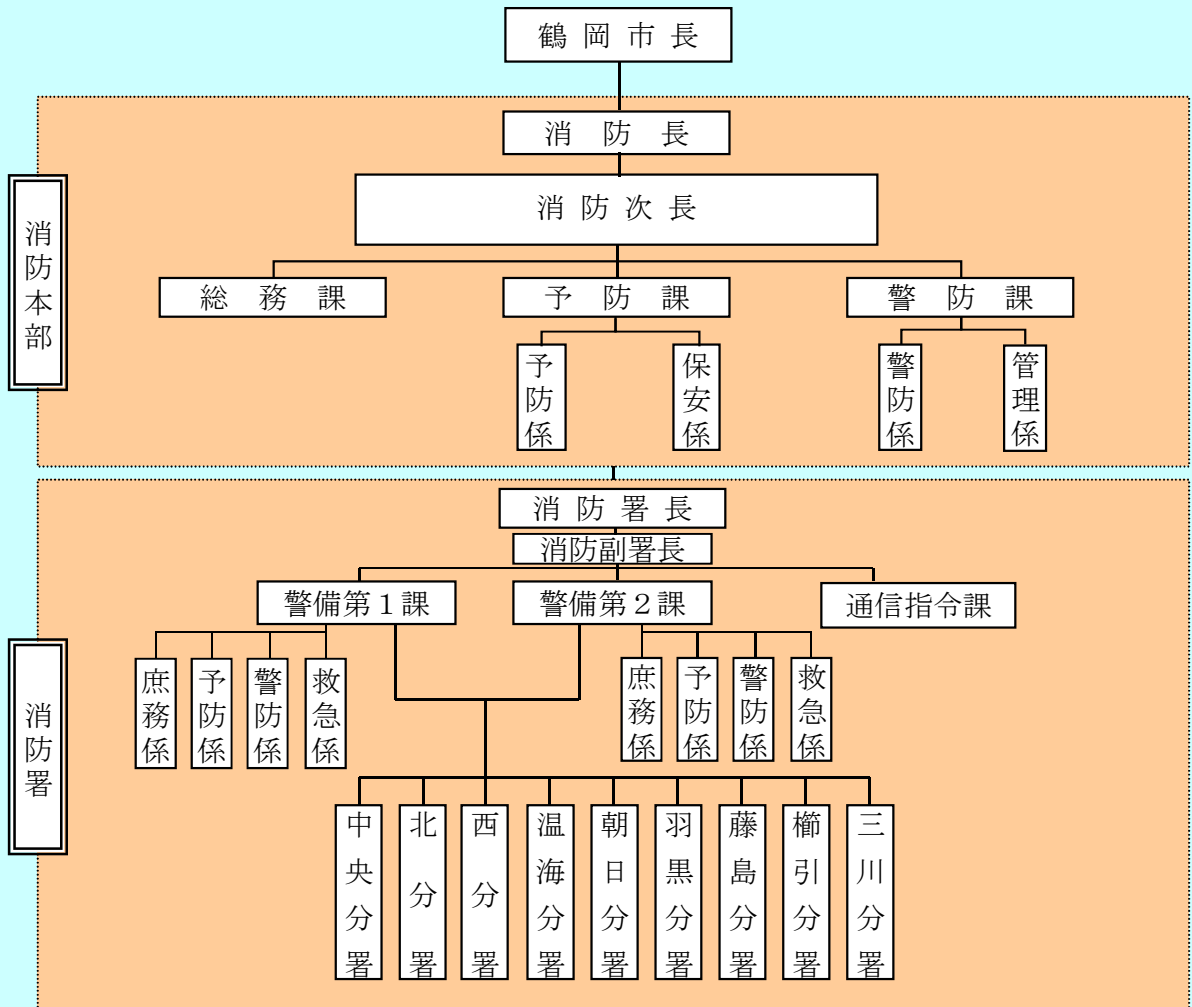 鶴岡市長
消防長
消防次長
消防本部
総務課
予防課
警防課
予防係
保安係
警防係
管理係
消防署長
消防副署長
警備第１課
警備第２課
通信指令課
消防署
庶務係
予防係
警防係
救急係
庶務係
予防係
警防係
救急係
中央分署
北分署
西分署
温海分署
朝日分署
羽黒分署
藤島分署
櫛引分署
三川分署